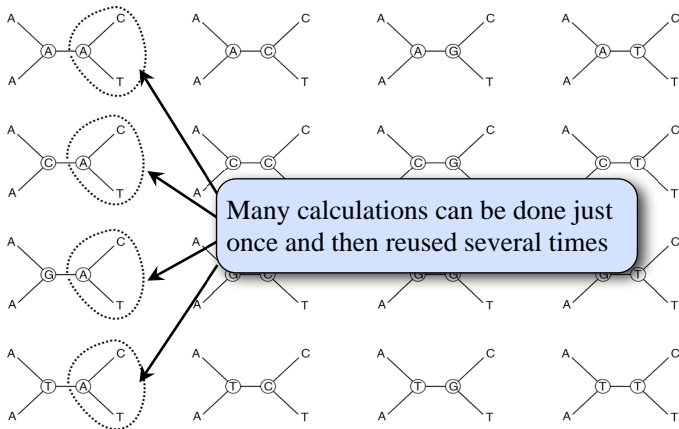 A C A C A C A C
A A A C A G A T
A T A T A T A T
A C A C A C A C
C A C C C G C T
A T A T
Many calculations can be done just
once and then reused several times
A C A C
G A G C G G G T
A T A T A T A T
A C A C A C A C
T A T C T G T T
A T A T A T A T